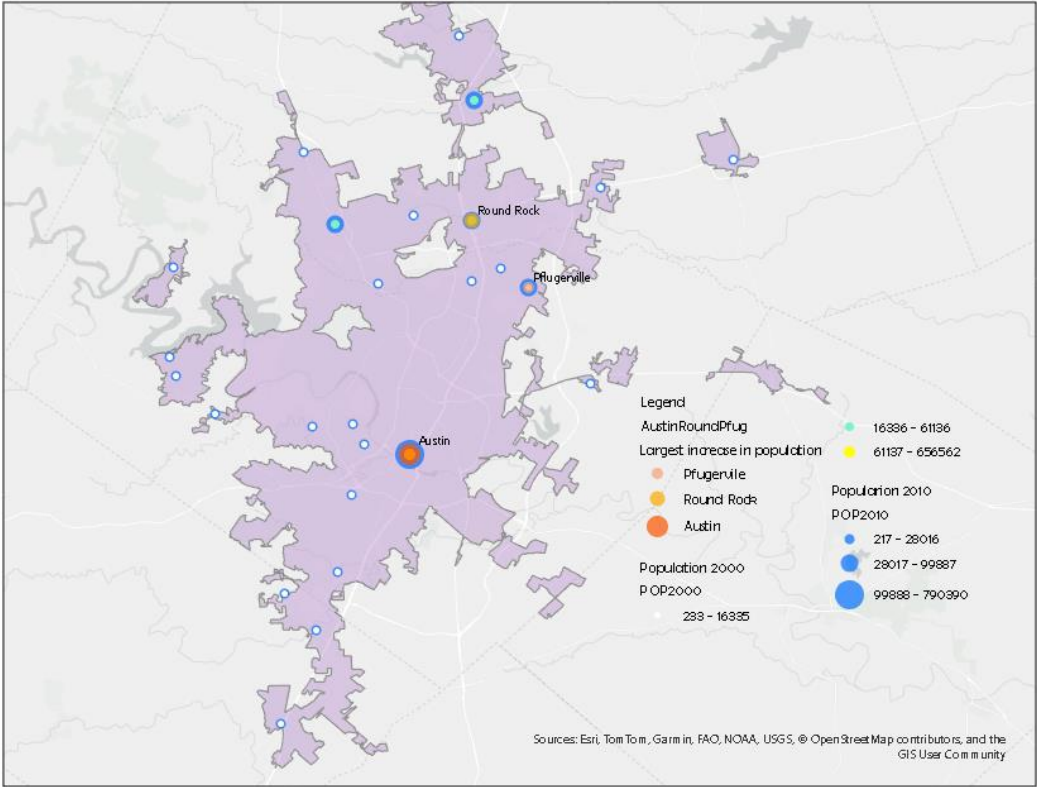 Round Rock
Pflugerville
Austin
Legend
AustinRoundPfug
Largest increase in population
Pfugervile
Round Rock
Austin
Population 2000
POP2000
233 - 16335
16336 - 61136
61137 - 656562
Popularion 2010
POP2010
217 - 28016
28017 - 99887
99888 - 790390
Sources: Esri, TomTom, Garmin, FAO, NOAA, USGS, © OpenStreetMap contributors, and the
GIS User Community